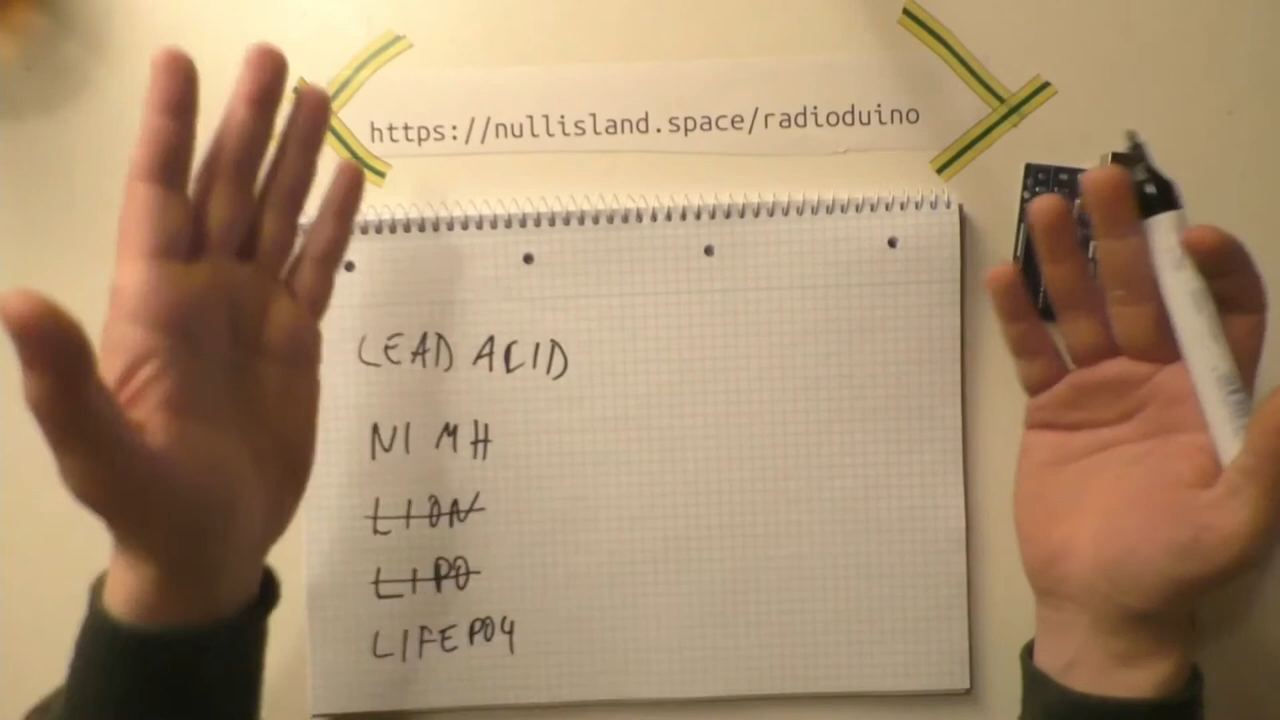 https://nullisland.space/radioduino
LEAD ACID
NI MH
LION
LIPO
LIFEPO4